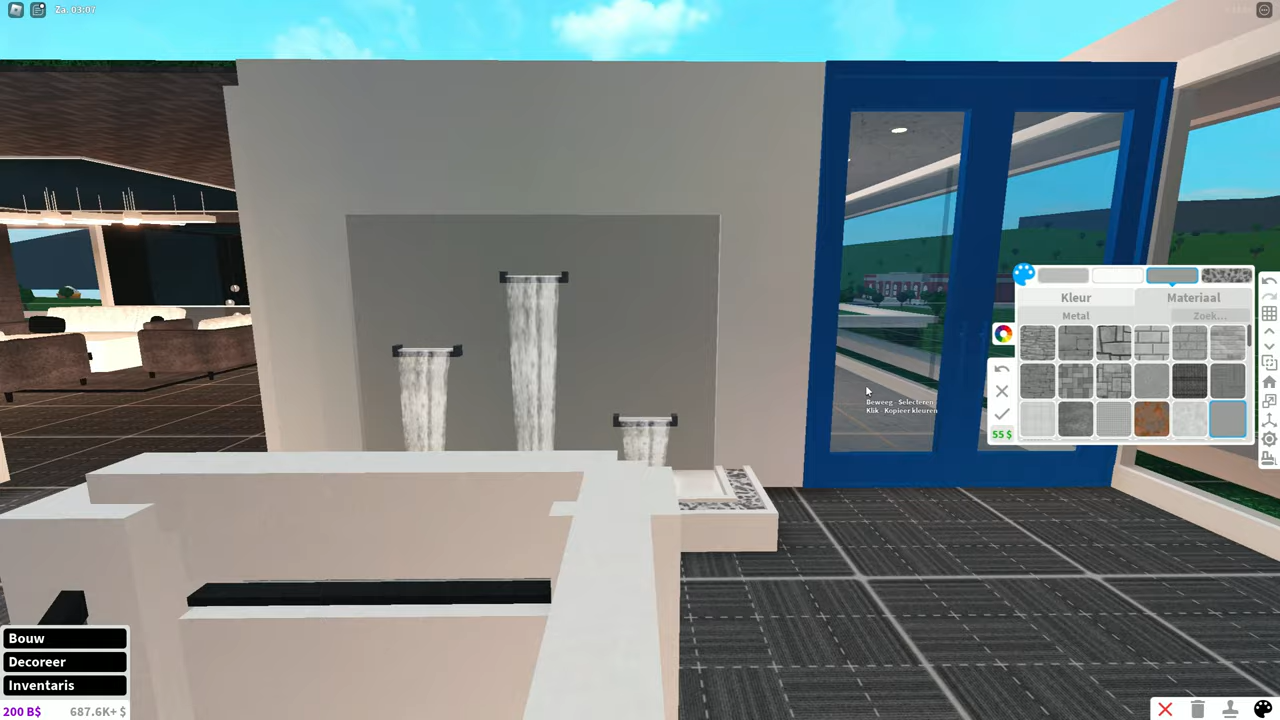 Za. 03:07
Kleur
Materiaal
Metal
Zoek...
Beweeg - Selecteren
Klik - Kopieer kleuren
55 $
Bouw
Decoreer
Inventaris
200 B$
687.6K+ $